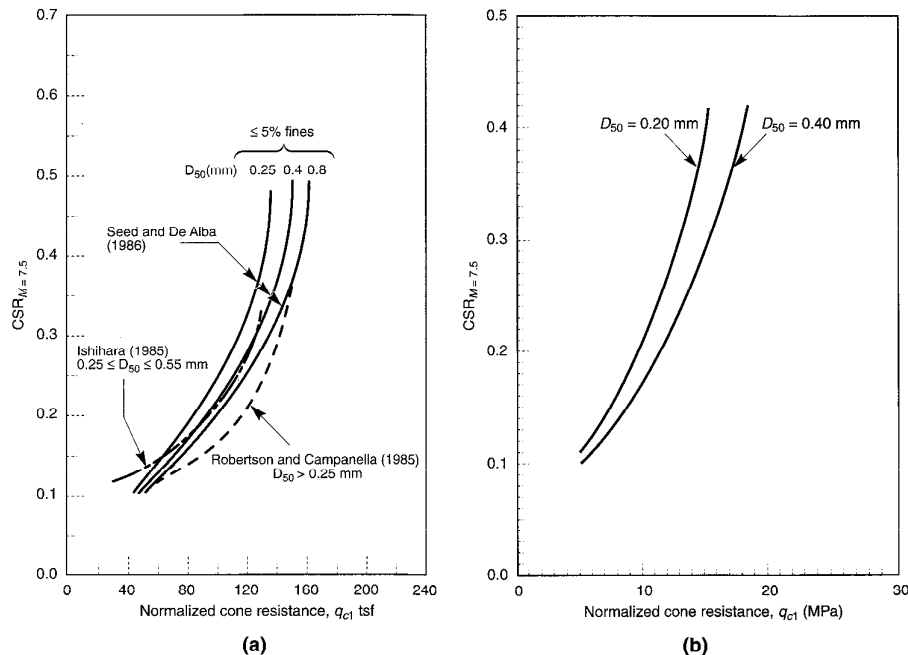 0.7
0.6
0.5
0.4
0.3
0.2
0.1
0.0
CSR M = 7.5
≤ 5% fines
D50(mm) 0.25 0.4 0.8
Seed and De Alba
(1986)
Ishihara (1985)
0.25 ≤ D50 ≤ 0.55 mm
Robertson and Campanella (1985)
D50 > 0.25 mm
0 40 80 120 160 200 240
Normalized cone resistance, qc1 tsf
(a)
0.5
0.4
0.3
0.2
0.1
0.0
CSR M = 7.5
D50 = 0.20 mm
D50 = 0.40 mm
0 10 20 30
Normalized cone resistance, qc1 (MPa)
(b)